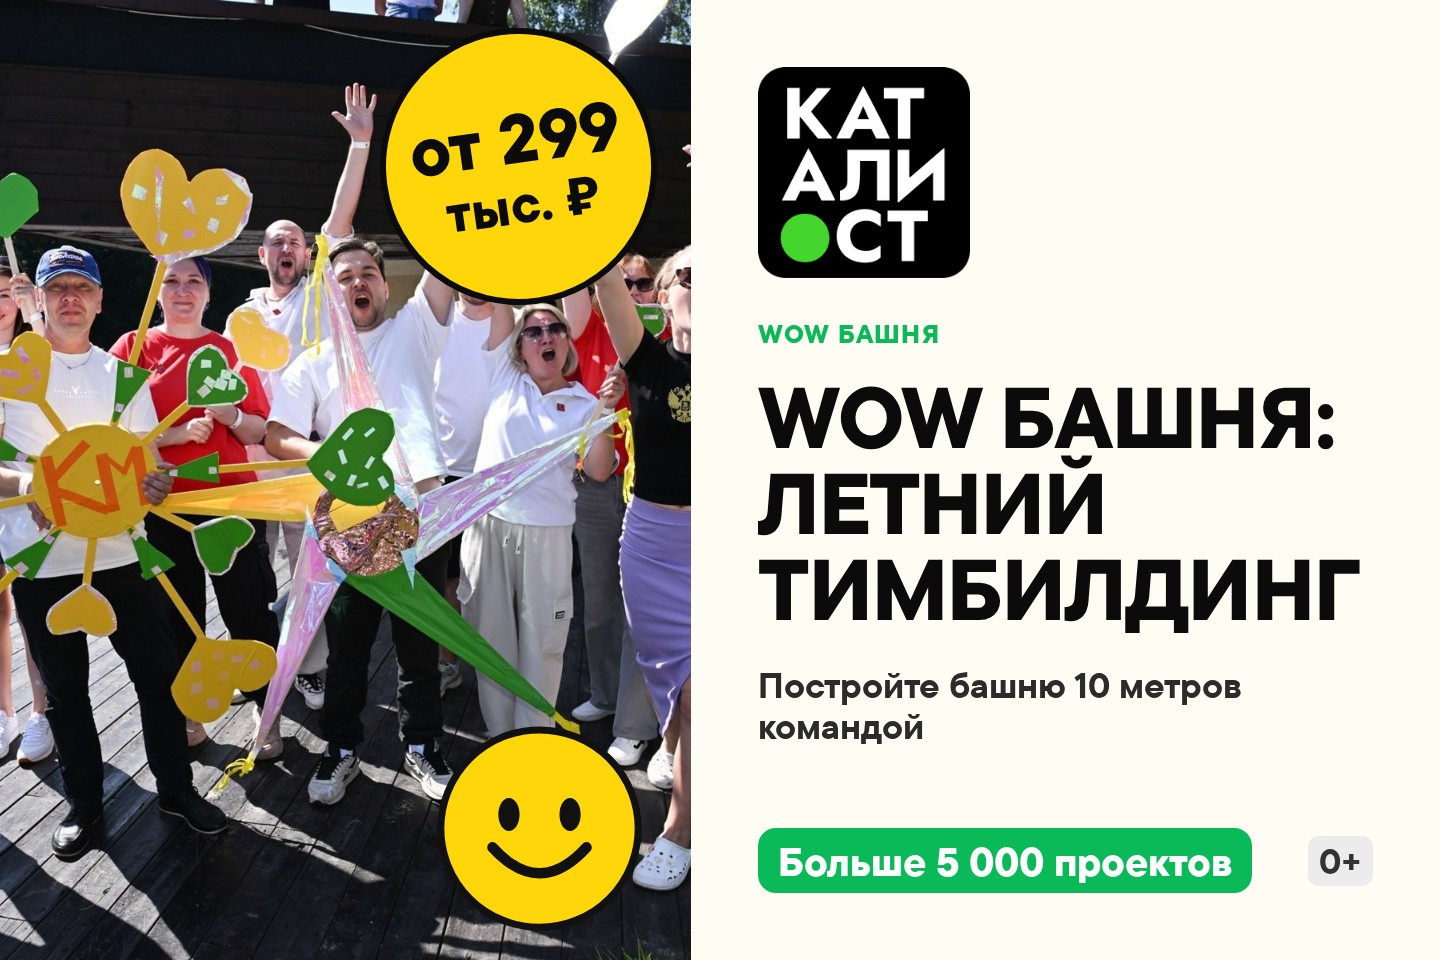 от 299
тыс. ₽
КМ
КАТ
АЛИ
СТ
WOW БАШНЯ
WOW БАШНЯ:
ЛЕТНИЙ
ТИМБИЛДИНГ
Постройте башню 10 метров
командой
Больше 5 000 проектов
0+